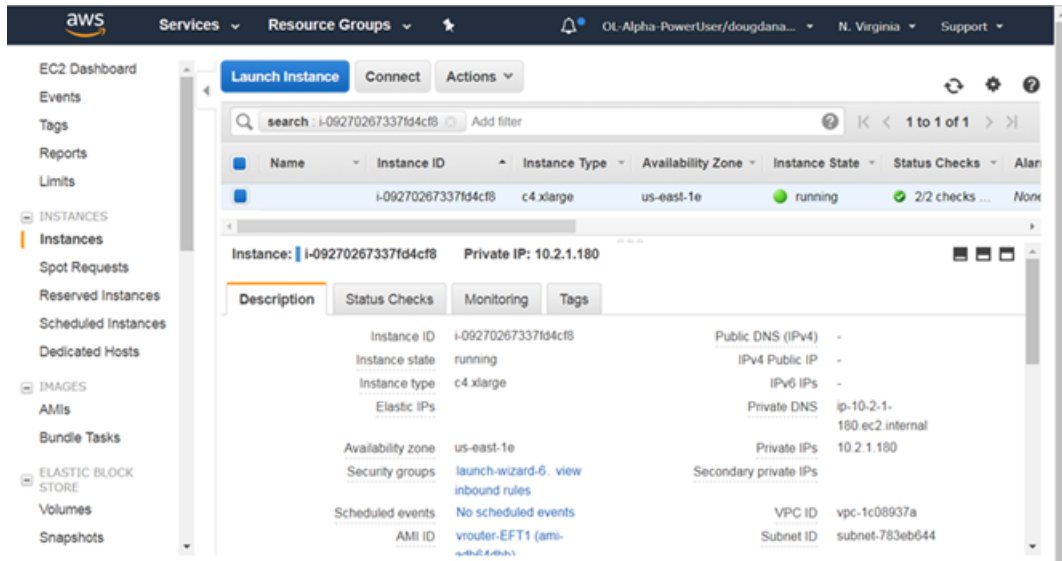 aws Services Resource Groups OL-Alpha-PowerUser/dougdana... N. Virginia Support
EC2 Dashboard
Events
Tags
Reports
Limits
INSTANCES
Instances
Spot Requests
Reserved Instances
Scheduled Instances
Dedicated Hosts
IMAGES
AMIs
Bundle Tasks
ELASTIC BLOCK
STORE
Volumes
Snapshots
Launch Instance Connect Actions
search : i-09270267337fd4cf8 Add filter 1 to 1 of 1
Name Instance ID Instance Type Availability Zone Instance State Status Checks Alar
i-09270267337fd4cf8 c4.xlarge us-east-1e running 2/2 checks ... None
Instance: i-09270267337fd4cf8 Private IP: 10.2.1.180
Description Status Checks Monitoring Tags
Instance ID i-09270267337fd4cf8 Public DNS (IPv4) -
Instance state running IPv4 Public IP -
Instance type c4.xlarge IPv6 IPs -
Elastic IPs Private DNS ip-10-2-1-
180.ec2.internal
Availability zone us-east-1e Private IPs 10.2.1.180
Security groups launch-wizard-6. view Secondary private IPs
inbound rules
Scheduled events No scheduled events VPC ID vpc-1c08937a
AMI ID vrouter-EFT1 (ami- Subnet ID subnet-783eb644